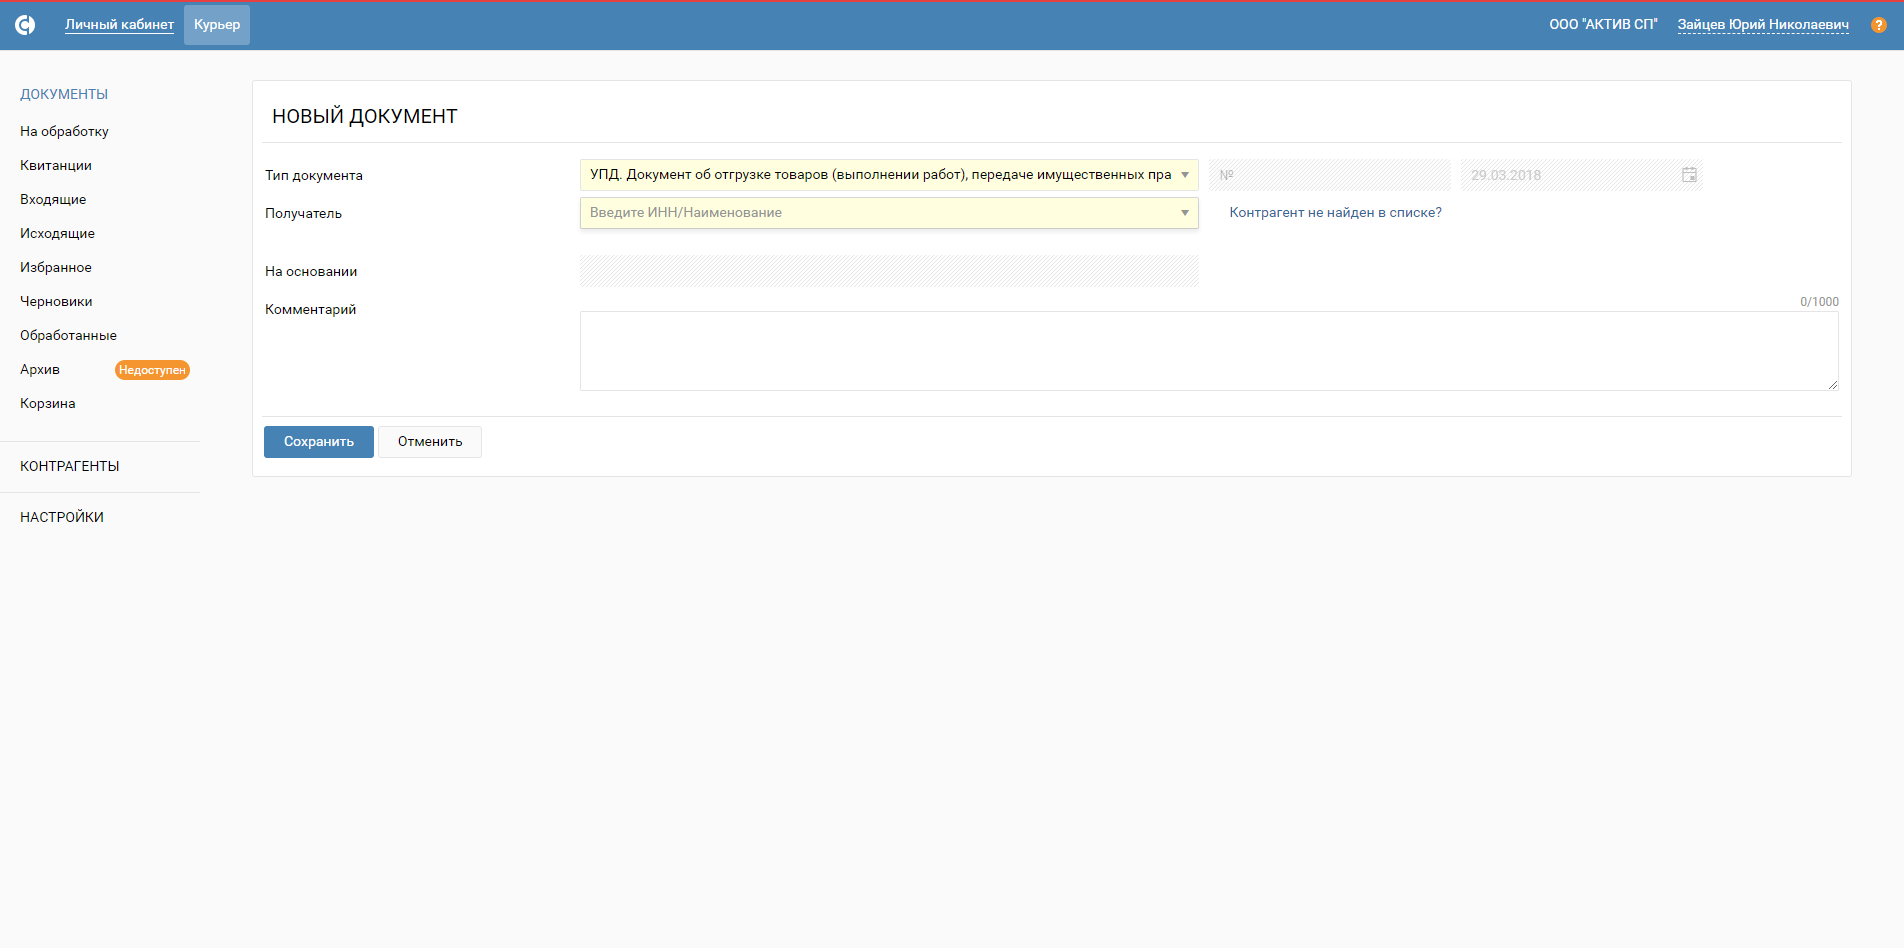 Личный кабинет Курьер ООО "АКТИВ СП" Зайцев Юрий Николаевич ?
ДОКУМЕНТЫ
На обработку
Квитанции
Входящие
Исходящие
Избранное
Черновики
Обработанные
Архив Недоступен
Корзина
КОНТРАГЕНТЫ
НАСТРОЙКИ
НОВЫЙ ДОКУМЕНТ
Тип документа УПД. Документ об отгрузке товаров (выполнении работ), передаче имущественных пра № 29.03.2018
Получатель Введите ИНН/Наименование Контрагент не найден в списке?
На основании
Комментарий 0/1000
Сохранить Отменить